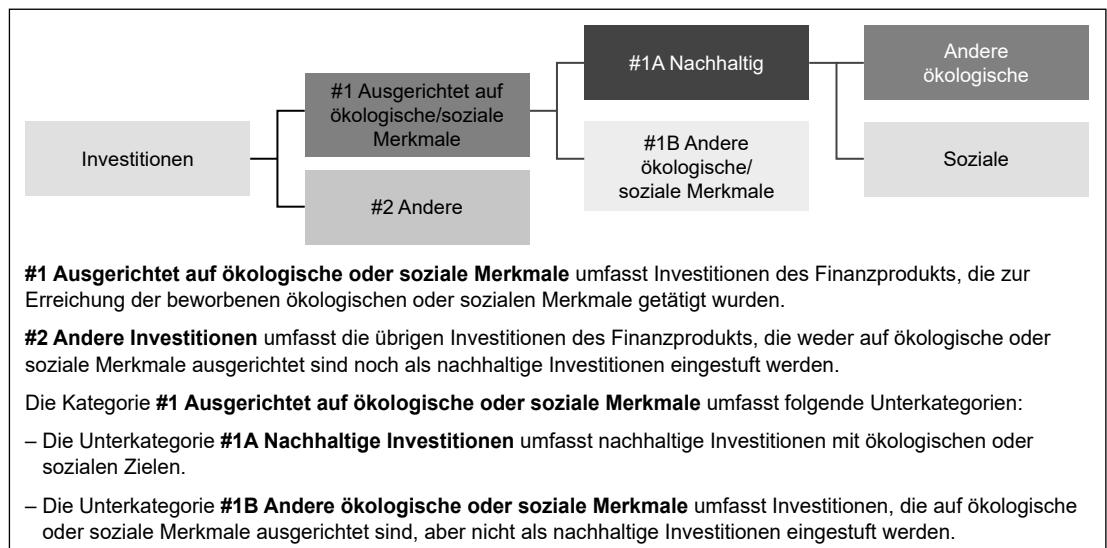 Investitionen
#1 Ausgerichtet auf
ökologische/soziale
Merkmale
#2 Andere
#1A Nachhaltig
#1B Andere
ökologische/
soziale Merkmale
Andere
ökologische
Soziale
#1 Ausgerichtet auf ökologische oder soziale Merkmale umfasst Investitionen des Finanzprodukts, die zur
Erreichung der beworbenen ökologischen oder sozialen Merkmale getätigt wurden.
#2 Andere Investitionen umfasst die übrigen Investitionen des Finanzprodukts, die weder auf ökologische oder
soziale Merkmale ausgerichtet sind noch als nachhaltige Investitionen eingestuft werden.
Die Kategorie #1 Ausgerichtet auf ökologische oder soziale Merkmale umfasst folgende Unterkategorien:
– Die Unterkategorie #1A Nachhaltige Investitionen umfasst nachhaltige Investitionen mit ökologischen oder
sozialen Zielen.
– Die Unterkategorie #1B Andere ökologische oder soziale Merkmale umfasst Investitionen, die auf ökologische
oder soziale Merkmale ausgerichtet sind, aber nicht als nachhaltige Investitionen eingestuft werden.